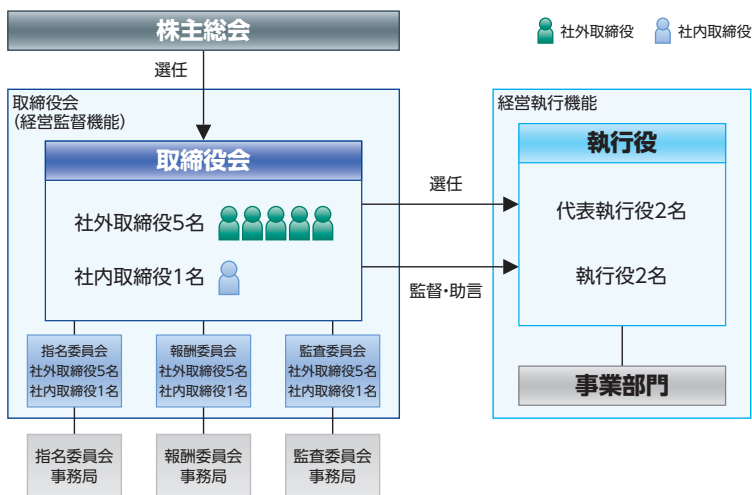 株主総会
社外取締役
社内取締役
選任
取締役会
（経営監督機能）
取締役会
社外取締役5名
社内取締役1名
選任
監督・助言
経営執行機能
執行役
代表執行役2名
執行役2名
事業部門
指名委員会
社外取締役5名
社内取締役1名
報酬委員会
社外取締役5名
社内取締役1名
監査委員会
社外取締役5名
社内取締役1名
指名委員会
事務局
報酬委員会
事務局
監査委員会
事務局